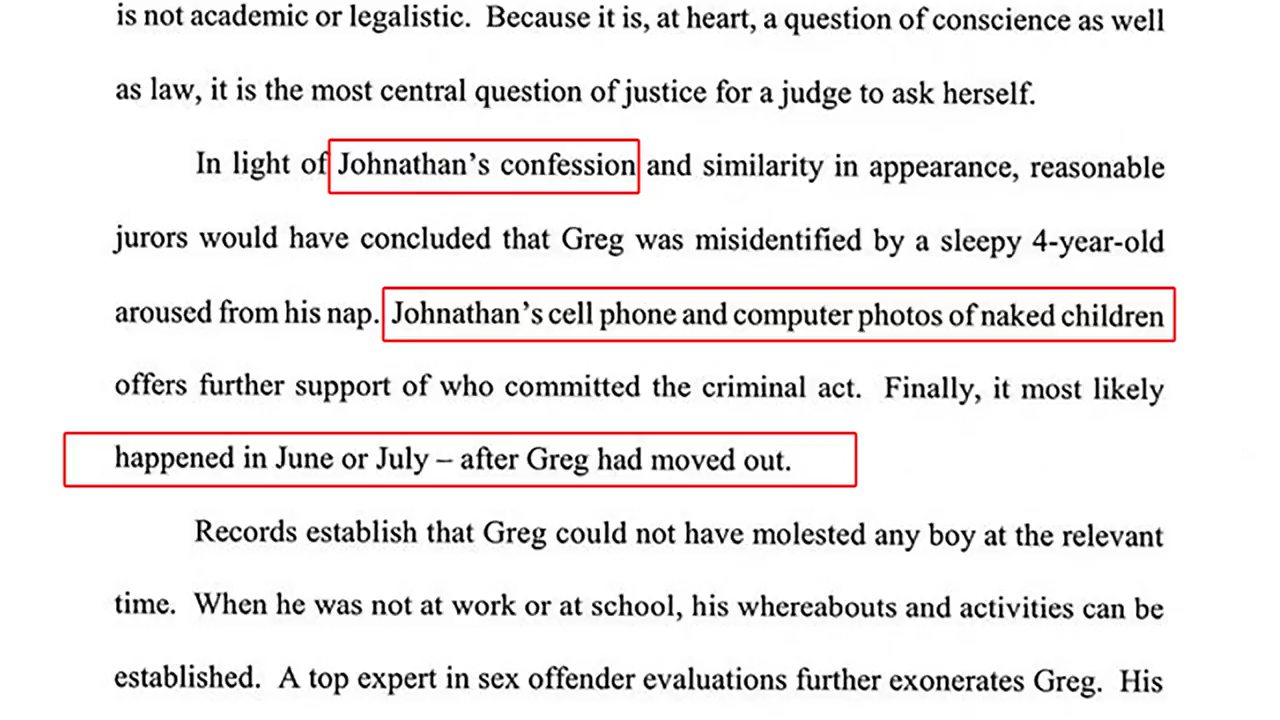 is not academic or legalistic.  Because it is, at heart, a question of conscience as well
as law, it is the most central question of justice for a judge to ask herself.
In light of Johnathan’s confession and similarity in appearance, reasonable
jurors would have concluded that Greg was misidentified by a sleepy 4-year-old
aroused from his nap. Johnathan’s cell phone and computer photos of naked children
offers further support of who committed the criminal act.  Finally, it most likely
happened in June or July – after Greg had moved out.
Records establish that Greg could not have molested any boy at the relevant
time.  When he was not at work or at school, his whereabouts and activities can be
established.  A top expert in sex offender evaluations further exonerates Greg.  His